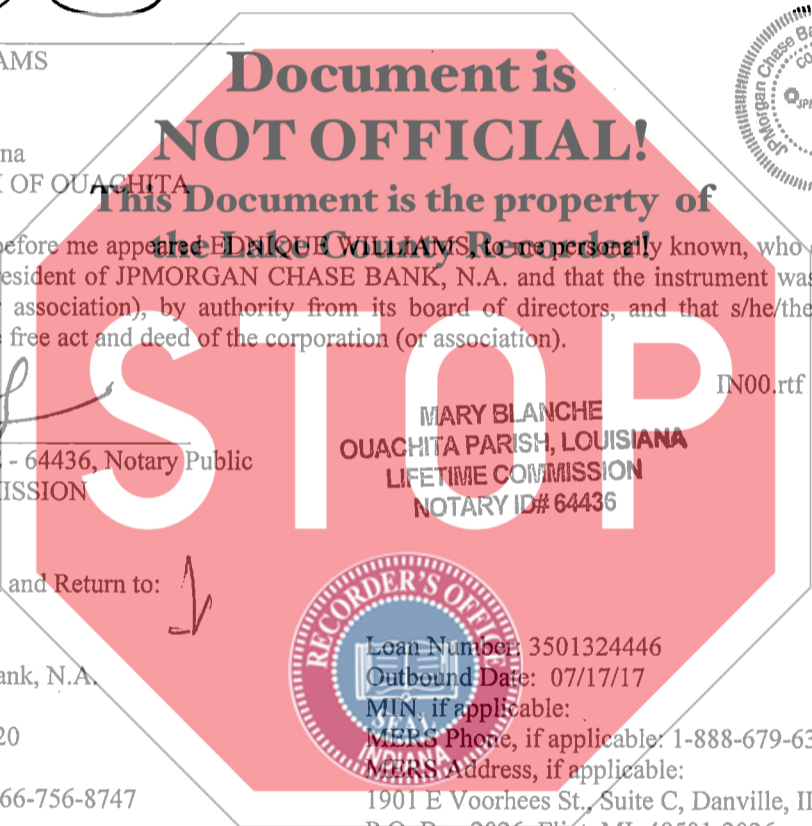 AMS
Document is
NOT OFFICIAL!
na
OF OUACHITA
This Document is the property of
the Lake County Recorder!
efore me appeared EDNIQUE WILLIAMS, to me personally known, who
esident of JPMORGAN CHASE BANK, N.A. and that the instrument was
association), by authority from its board of directors, and that s/he/the
free act and deed of the corporation (or association).
STOP
IN00.rtf
MARY BLANCHE
OUACHITA PARISH, LOUISIANA
LIFETIME COMMISSION
NOTARY ID# 64436
- 64436, Notary Public
ISSION
and Return to:
RECORDER'S OFFICE
SEAL
INDIANA
Loan Number: 3501324446
ank, N.A.
Outbound Date: 07/17/17
MIN, if applicable:
20
MERS Phone, if applicable: 1-888-679-63
MERS Address, if applicable:
66-756-8747
1901 E Voorhees St., Suite C, Danville, IL
JPMorgan Chase Ba